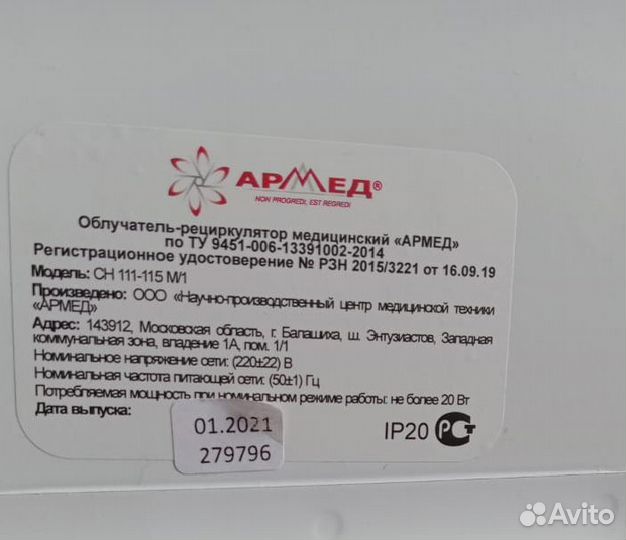 АРМЕД®
NON PROGREDI, EST REGREDI
Облучатель-рециркулятор медицинский «АРМЕД»
по ТУ 9451-006-13391002-2014
Регистрационное удостоверение № РЗН 2015/3221 от 16.09.19
Модель: СН 111-115 М/1
Произведено: ООО «Научно-производственный центр медицинской техники
«АРМЕД»
Адрес: 143912, Московская область, г. Балашиха, ш. Энтузиастов, Западная
коммунальная зона, владение 1А, пом. 1/1
Номинальное напряжение сети: (220±22) В
Номинальная частота питающей сети: (50±1) Гц
Потребляемая мощность при номинальном режиме работы: не более 20 Вт
Дата выпуска:
01.2021
279796
IP20 РСТ
Avito